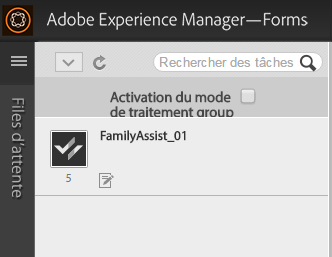 Adobe Experience Manager—Forms
Rechercher des tâches
Activation du mode
de traitement group
Files d'attente
FamilyAssist_01
5